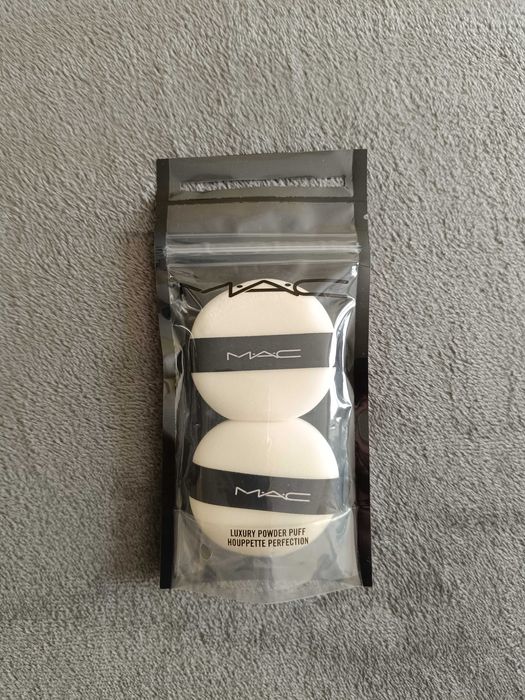 M·A·C
M·A·C
M·A·C
LUXURY POWDER PUFF
HOUPPETTE PERFECTION